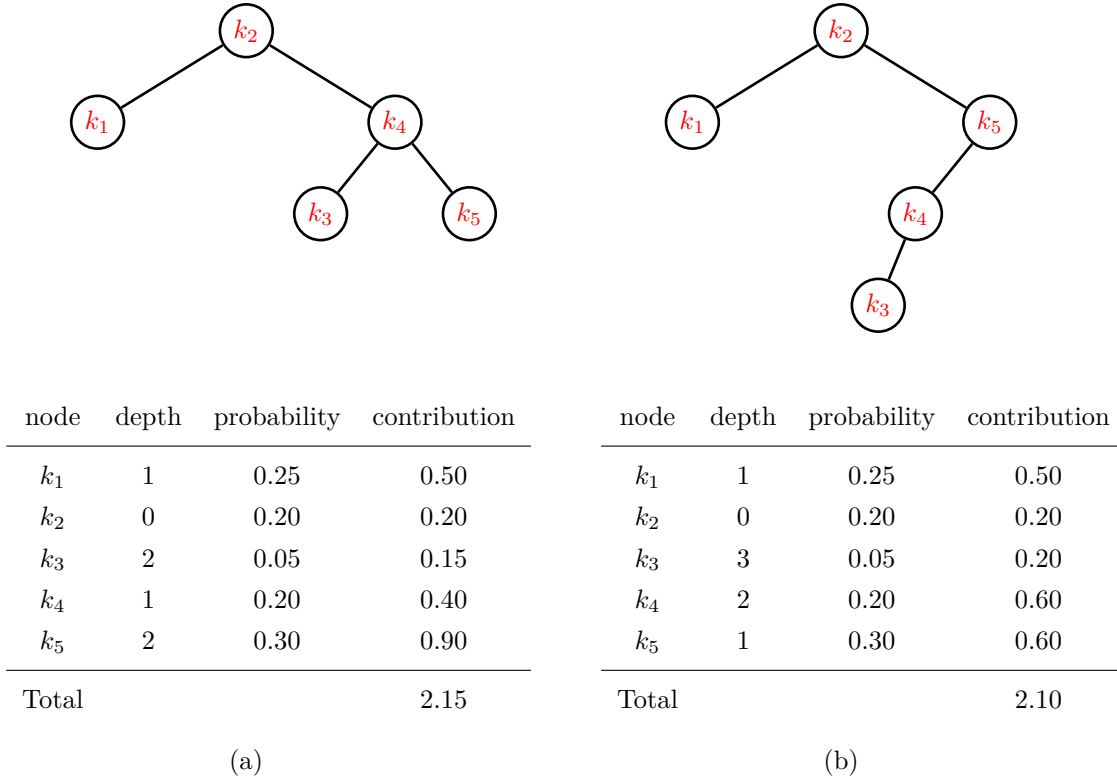 k2
k1
k4
k3
k5
node depth probability contribution
k1 1 0.25 0.50
k2 0 0.20 0.20
k3 2 0.05 0.15
k4 1 0.20 0.40
k5 2 0.30 0.90
Total 2.15
(a)
k2
k1
k5
k4
k3
node depth probability contribution
k1 1 0.25 0.50
k2 0 0.20 0.20
k3 3 0.05 0.20
k4 2 0.20 0.60
k5 1 0.30 0.60
Total 2.10
(b)